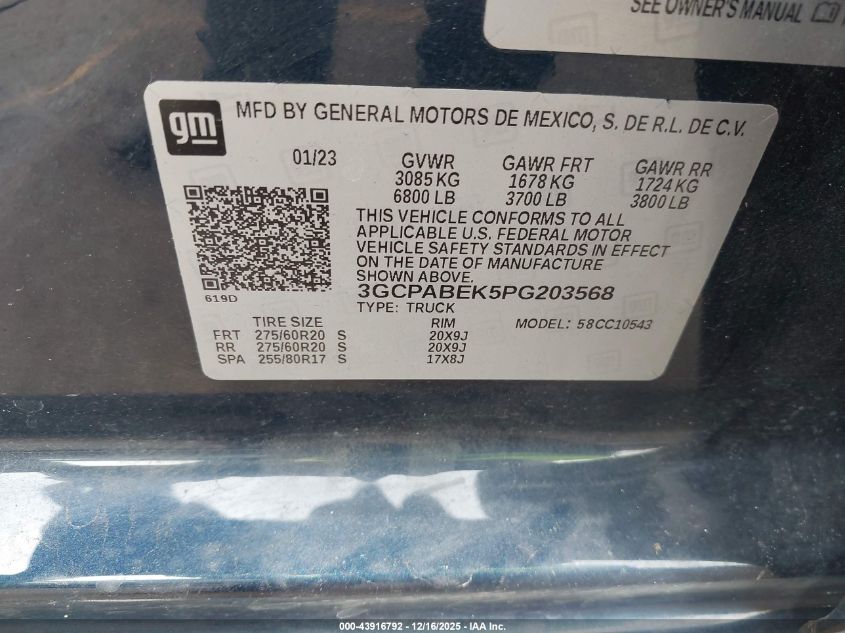 SEE OWNER'S MANUAL
gm
MFD BY GENERAL MOTORS DE MEXICO, S. DE R.L. DE C.V.
01/23 GVWR GAWR FRT GAWR RR
3085 KG 1678 KG 1724 KG
6800 LB 3700 LB 3800 LB
THIS VEHICLE CONFORMS TO ALL
APPLICABLE U.S. FEDERAL MOTOR
VEHICLE SAFETY STANDARDS IN EFFECT
ON THE DATE OF MANUFACTURE
SHOWN ABOVE.
619D
3GCPABEK5PG203568
TYPE: TRUCK
TIRE SIZE RIM MODEL: 58CC10543
FRT 275/60R20 S 20X9J
RR 275/60R20 S 20X9J
SPA 255/80R17 S 17X8J
000-43916792 - 12/16/2025 - IAA Inc.